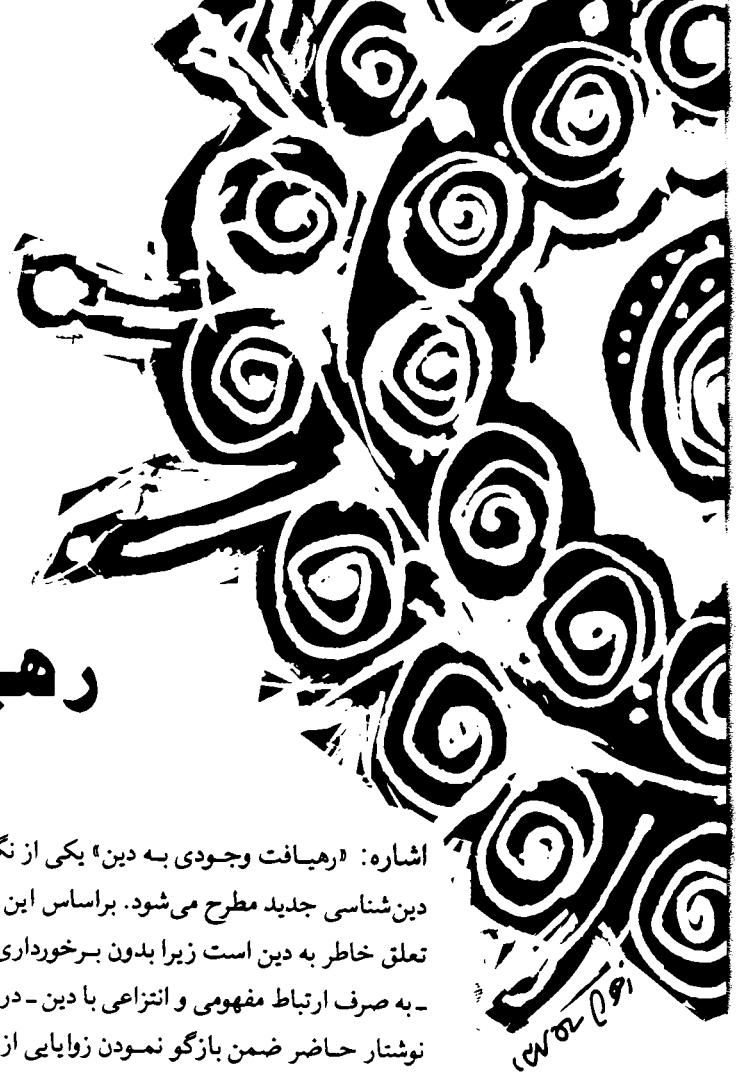 اشاره: «رهیافت وجودی به دین» یکی از
دین‌شناسی جدید مطرح می‌شود. براساس این
تعلق خاطر به دین است زیرا بدون برخورداری
ـ به صرف ارتباط مفهومی و انتزاعی با دین ـ در
نوشتار حاضر ضمن بازگو نمودن زوایایی از